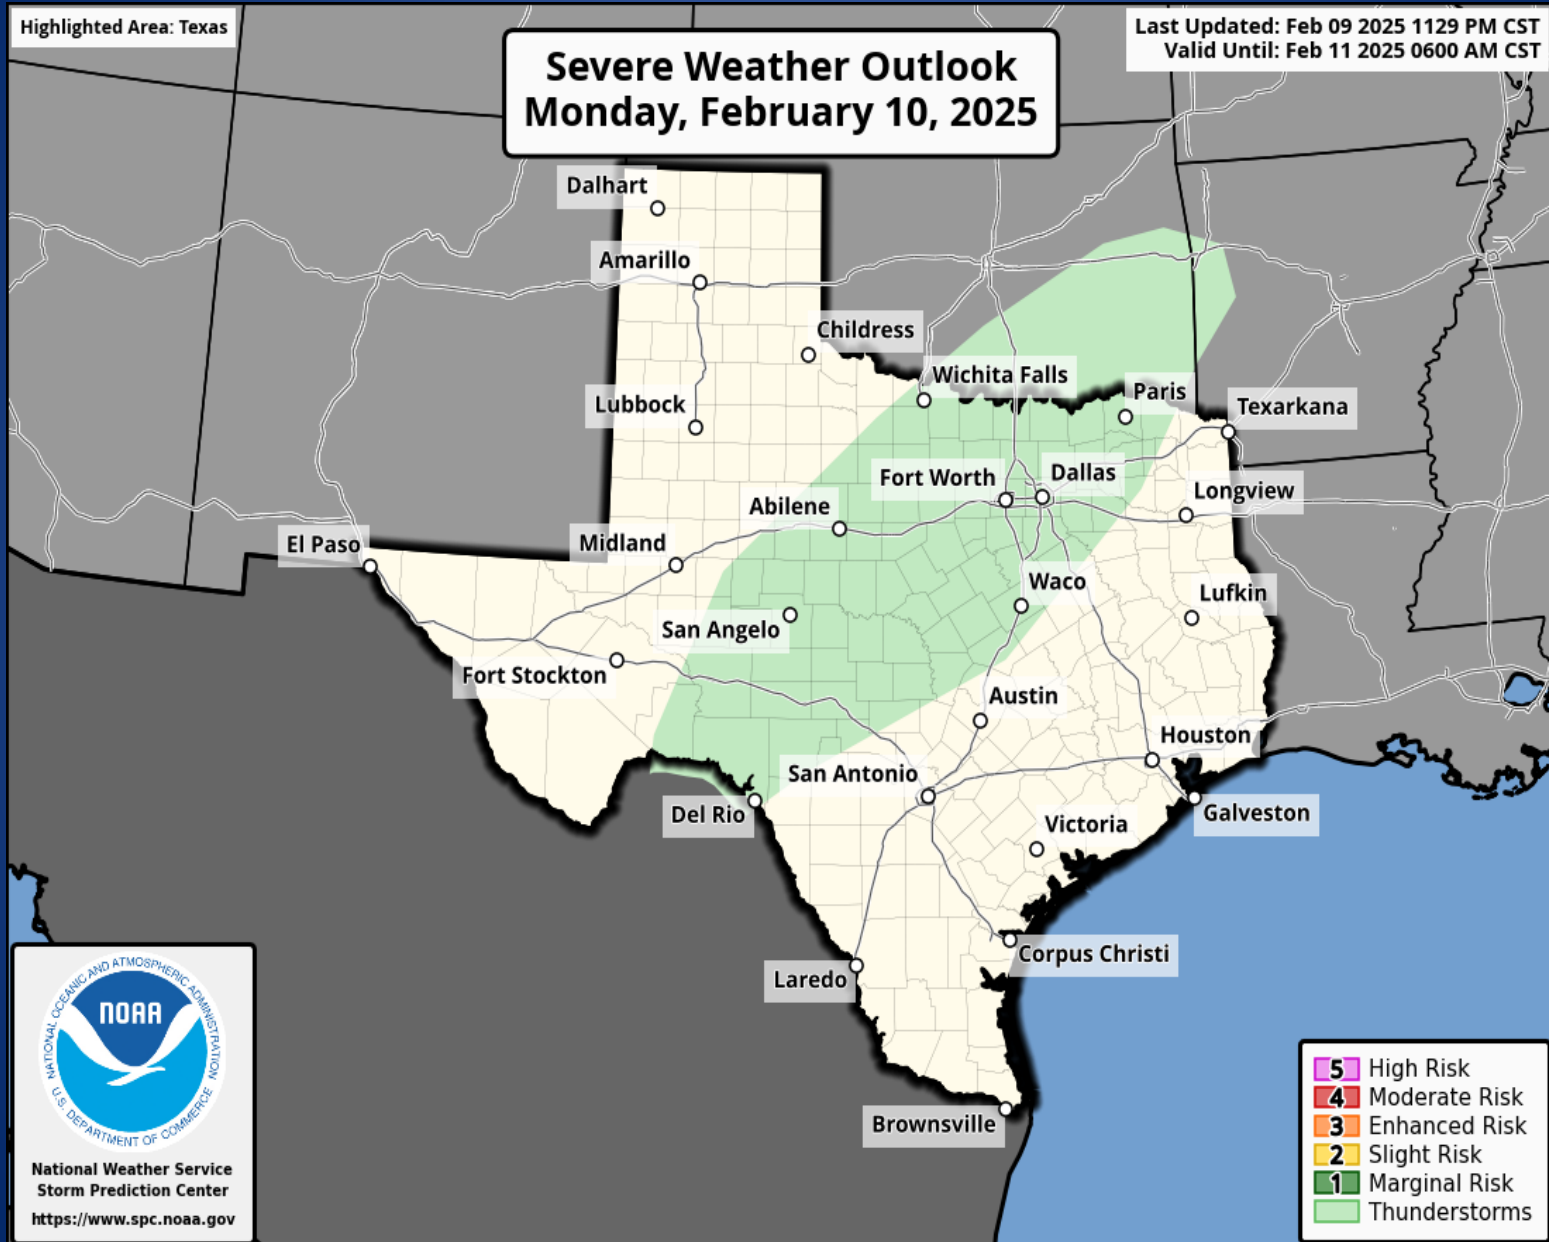 Highlighted Area: Texas
Last Updated: Feb 09 2025 1129 PM CST
Valid Until: Feb 11 2025 0600 AM CST
Severe Weather Outlook
Monday, February 10, 2025
Dalhart
Amarillo
Childress
Wichita Falls
Paris
Lubbock
Texarkana
Fort Worth
Dallas
Longview
Abilene
El Paso
Midland
Waco
Lufkin
San Angelo
Fort Stockton
Austin
Houston
San Antonio
Del Rio
Galveston
Victoria
Corpus Christi
Laredo
Brownsville
NATIONAL OCEANIC AND ATMOSPHERIC ADMINISTRATION
NOAA
U.S. DEPARTMENT OF COMMERCE
National Weather Service
Storm Prediction Center
https://www.spc.noaa.gov
5 High Risk
4 Moderate Risk
3 Enhanced Risk
2 Slight Risk
1 Marginal Risk
Thunderstorms